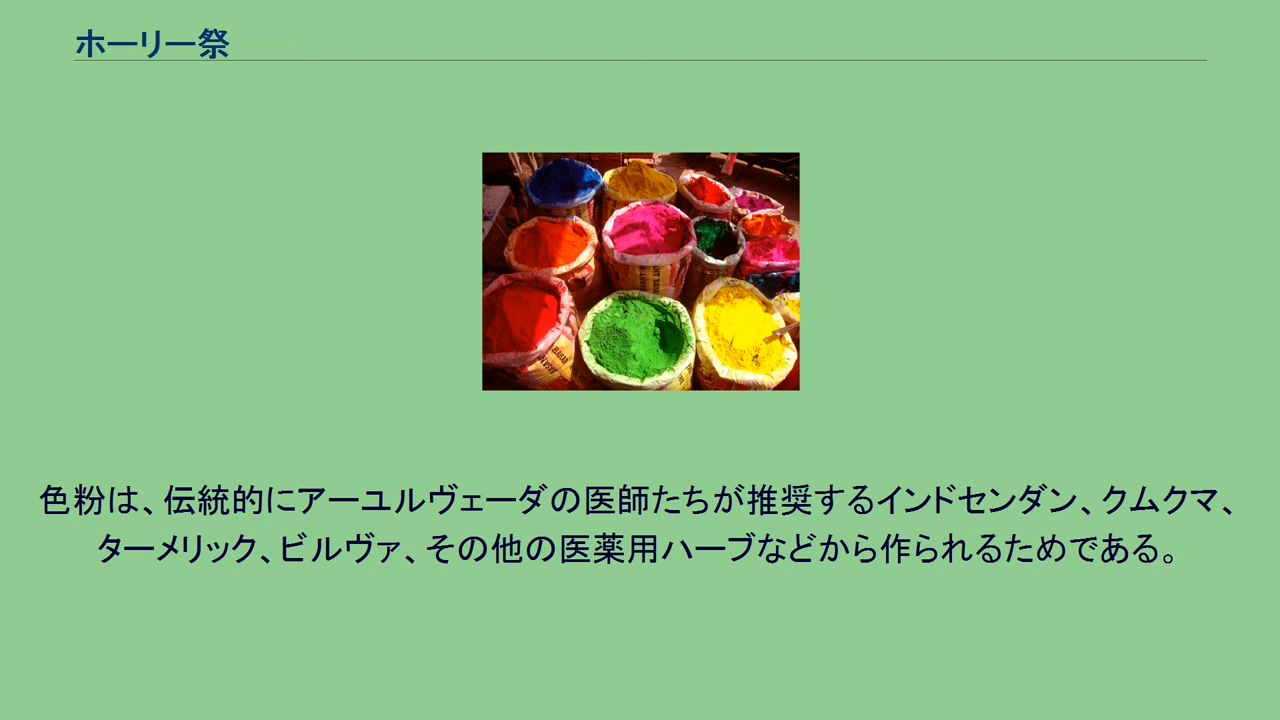 ホーリー祭
色粉は、伝統的にアーユルヴェーダの医師たちが推奨するインドセンダン、クムクマ、
ターメリック、ビルヴァ、その他の医薬用ハーブなどから作られるためである。